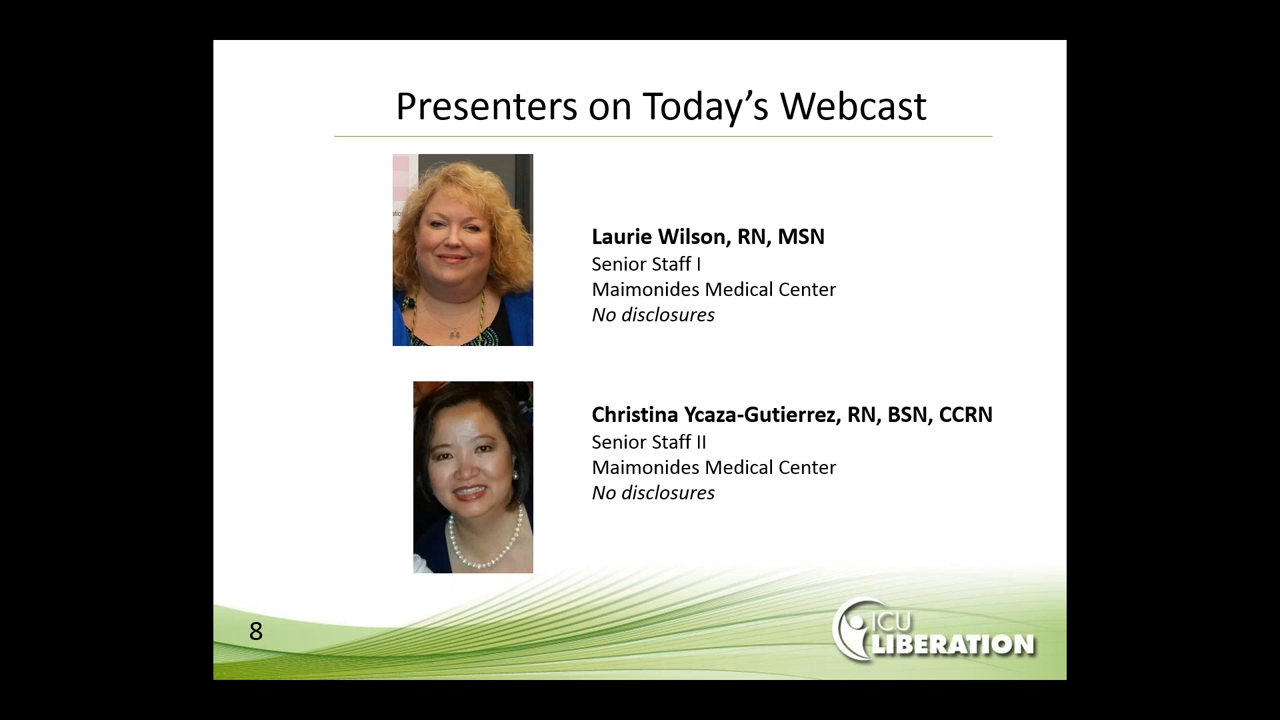 Presenters on Today’s Webcast
Laurie Wilson, RN, MSN
Senior Staff I
Maimonides Medical Center
No disclosures
Christina Ycaza-Gutierrez, RN, BSN, CCRN
Senior Staff II
Maimonides Medical Center
No disclosures
8
ICU
LIBERATION